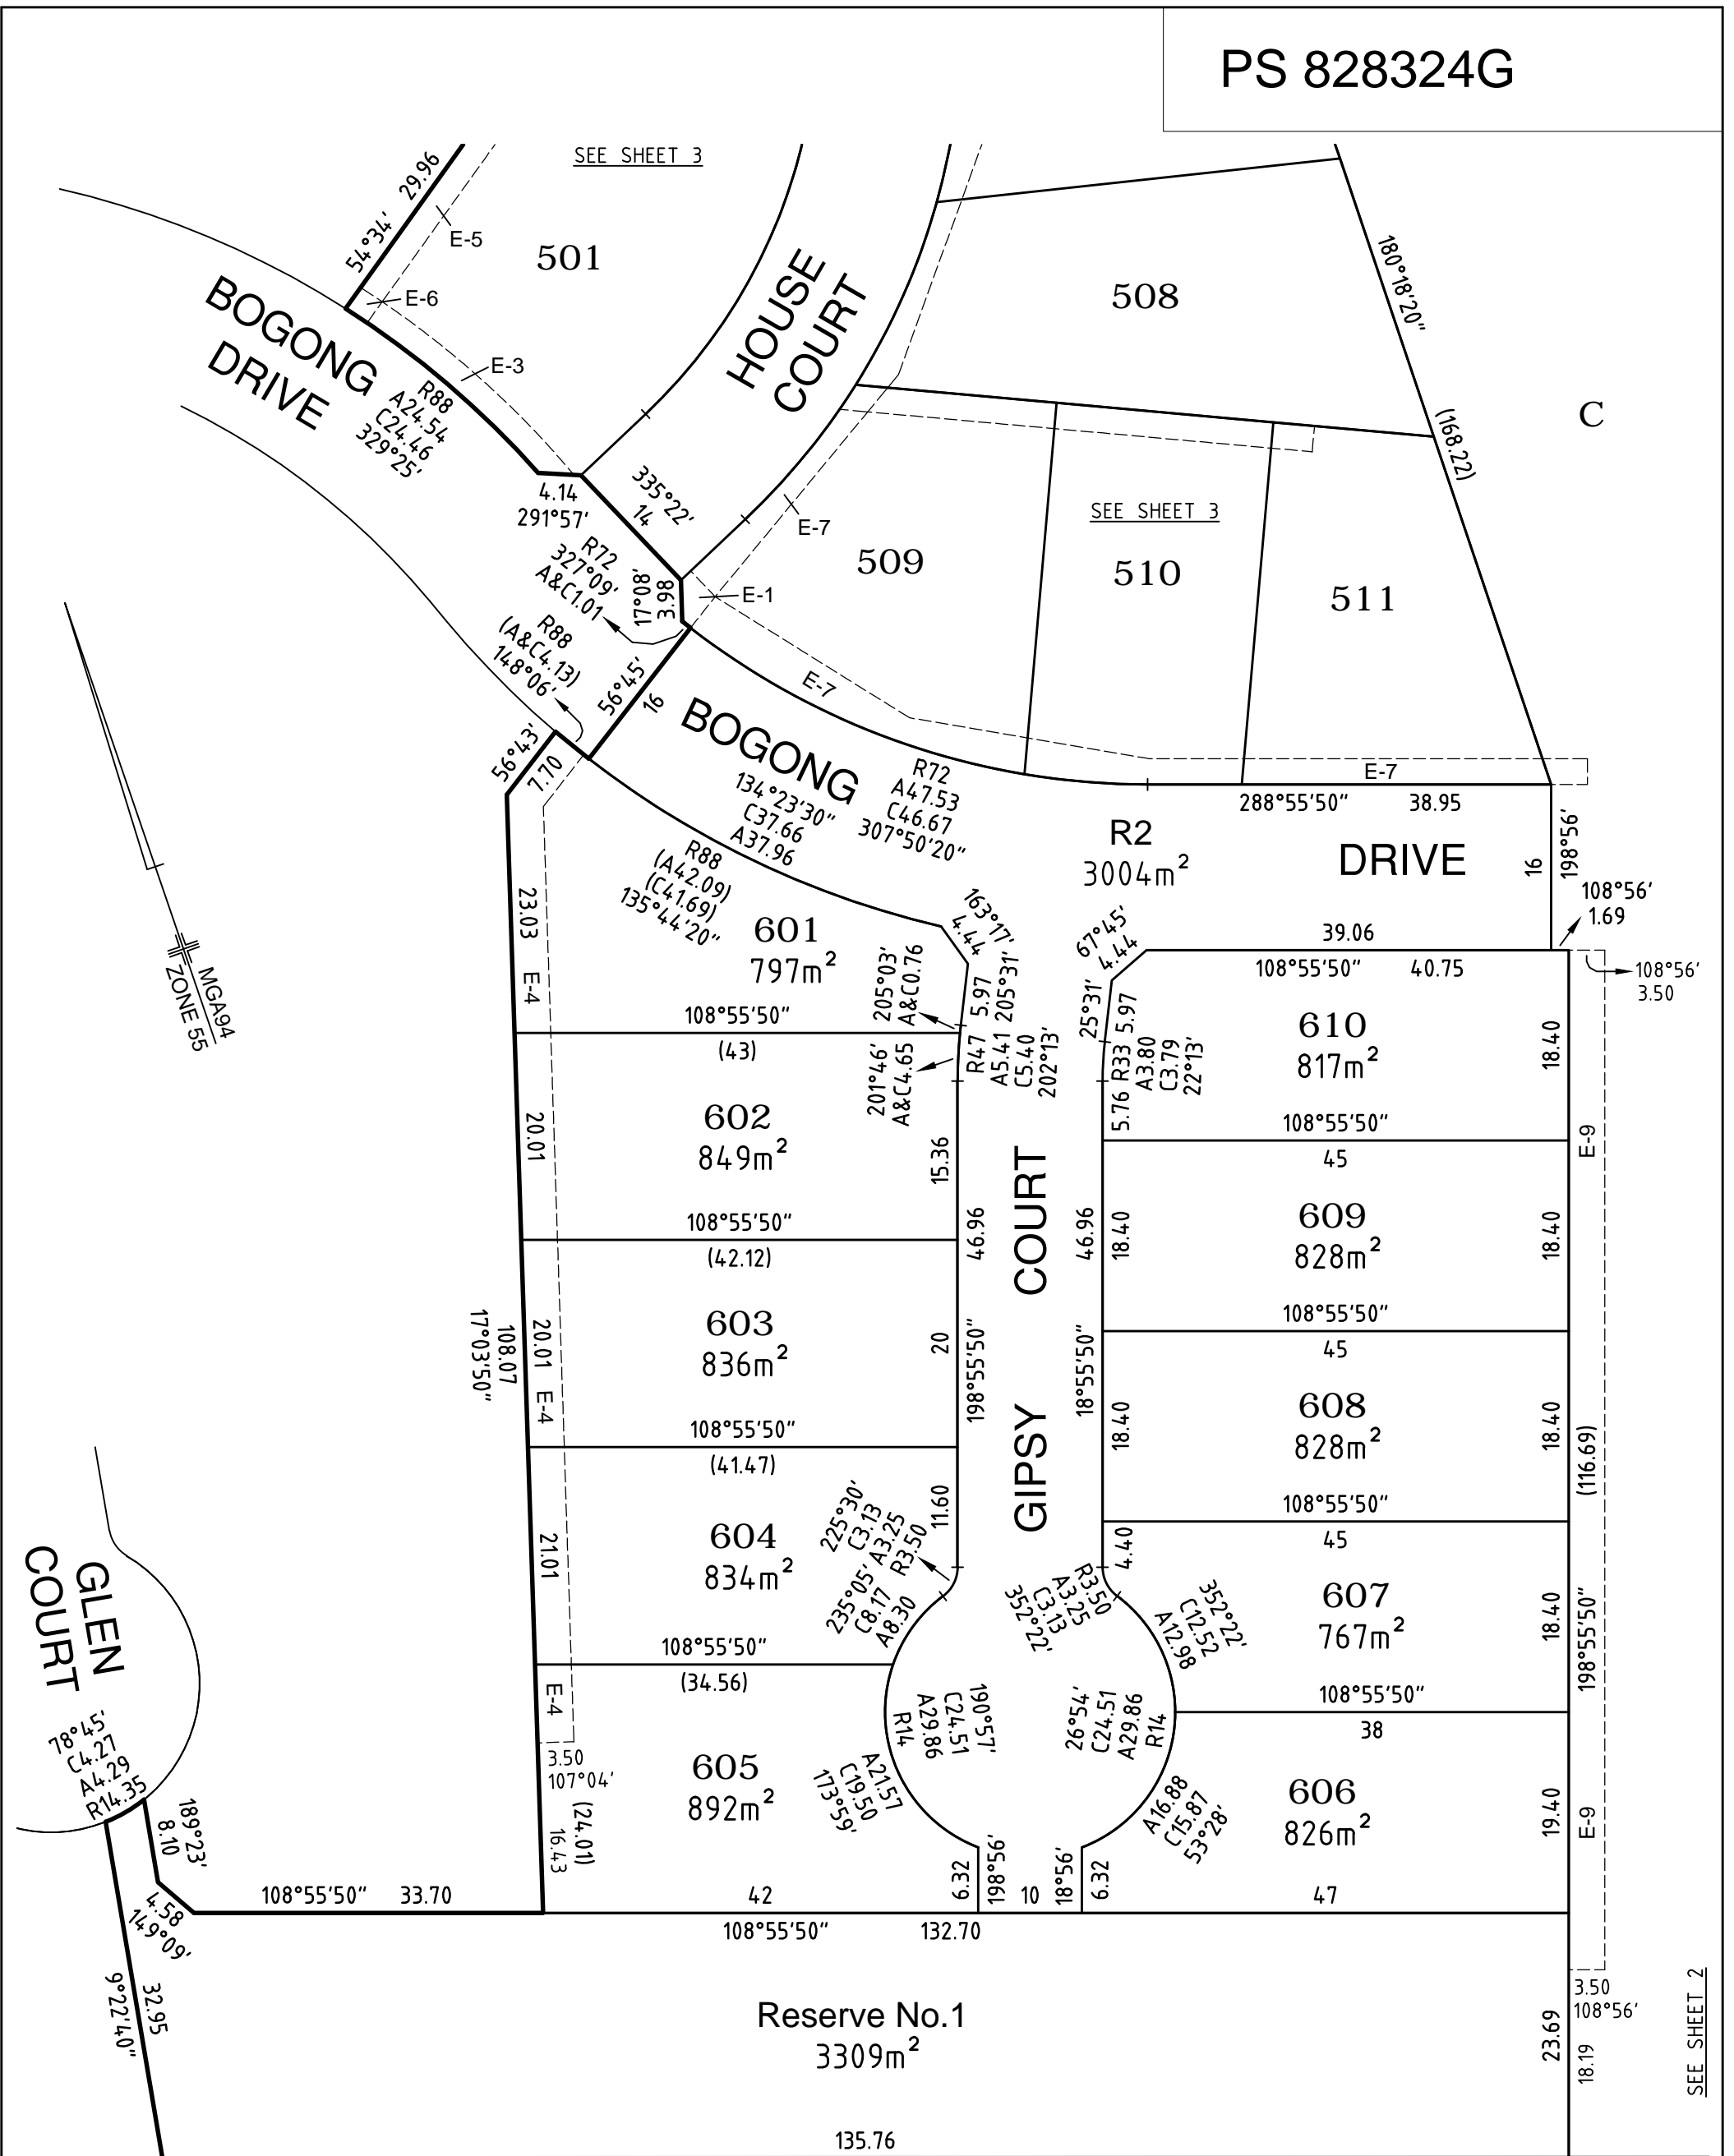 PS 828324G
SEE SHEET 3
54°34' 29.96
E-5
501
E-6
E-3
BOGONG
DRIVE
R88
A24.54
C24.46
329°25'
HOUSE
COURT
508
180°18'20"
(168.22)
C
4.14
291°57'
335°22'
14
R72
327°09'
A&C1.01
3.98
17°08'
E-7
E-1
509
SEE SHEET 3
510
511
R88
(A&C4.13)
148°06'
56°45'
16
E-7
56°43'
7.70
BOGONG
134°23'30"
C37.66
A37.96
R72
A47.53
C46.67
307°50'20"
E-7
288°55'50" 38.95
R2
3004m²
DRIVE
16
198°56'
108°56'
1.69
R88
(A42.09)
(C41.69)
135°44'20"
23.03
E-4
601
797m²
163°17'
4.44
67°45'
4.44
39.06
108°55'50" 40.75
108°56'
3.50
MGA94
ZONE 55
205°03'
A&C0.76
5.97
205°31'
25°31'
5.97
610
817m²
18.40
108°55'50"
(43)
201°46'
A&C4.65
R47
A5.41
C5.40
202°13'
R33
A3.80
C3.79
22°13'
5.76
108°55'50"
45
E-9
20.01
602
849m²
15.36
COURT
108°55'50"
(42.12)
46.96
46.96
18.40
609
828m²
18.40
108°55'50"
45
108.07
17°03'50"
20.01
E-4
603
836m²
20
198°55'50"
18°55'50"
GIPSY
18.40
608
828m²
18.40
(116.69)
108°55'50"
(41.47)
108°55'50"
45
21.01
604
834m²
11.60
225°30'
C3.13
A3.25
R3.50
235°05'
C8.17
A8.30
4.40
R3.50
A3.25
C3.13
352°22'
352°22'
C12.52
A12.98
607
767m²
18.40
198°55'50"
GLEN
COURT
108°55'50"
(34.56)
E-4
108°55'50"
38
190°57'
C24.51
A29.86
R14
26°54'
C24.51
A29.86
R14
78°45'
C4.27
A4.29
R14.35
3.50
107°04'
(24.01)
16.43
605
892m²
A21.57
C19.50
173°59'
A16.88
C15.87
53°28'
606
826m²
19.40
E-9
189°23'
8.10
4.58
149°09'
108°55'50" 33.70
42
6.32
198°56'
10
18°56'
6.32
47
108°55'50" 132.70
9°22'40"
32.95
Reserve No.1
3309m²
23.69
3.50
108°56'
18.19
SEE SHEET 2
135.76